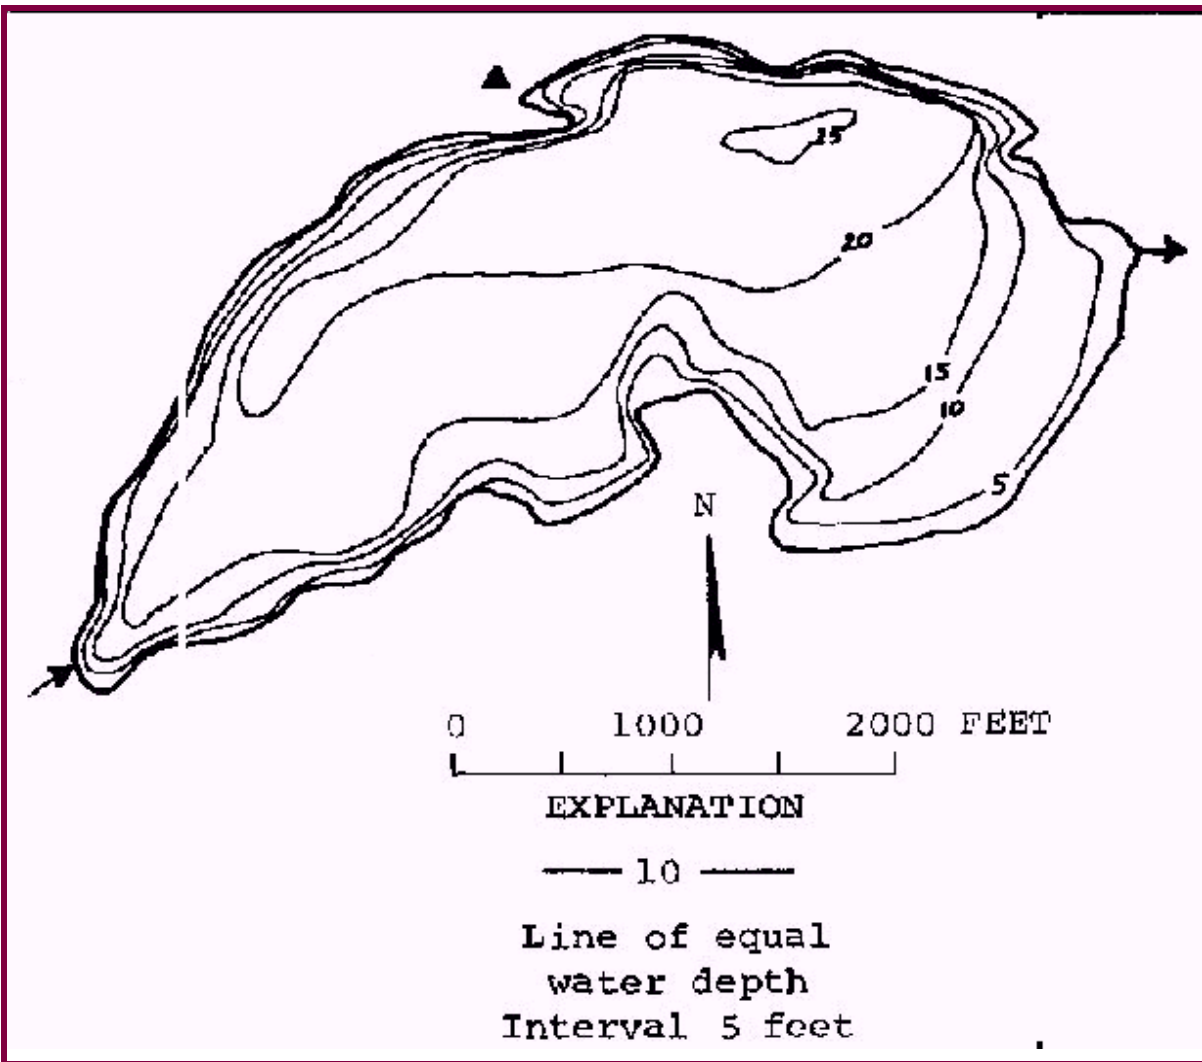 25
20
15
10
5
N
0 1000 2000 FEET
EXPLANATION
10
Line of equal
water depth
Interval 5 feet